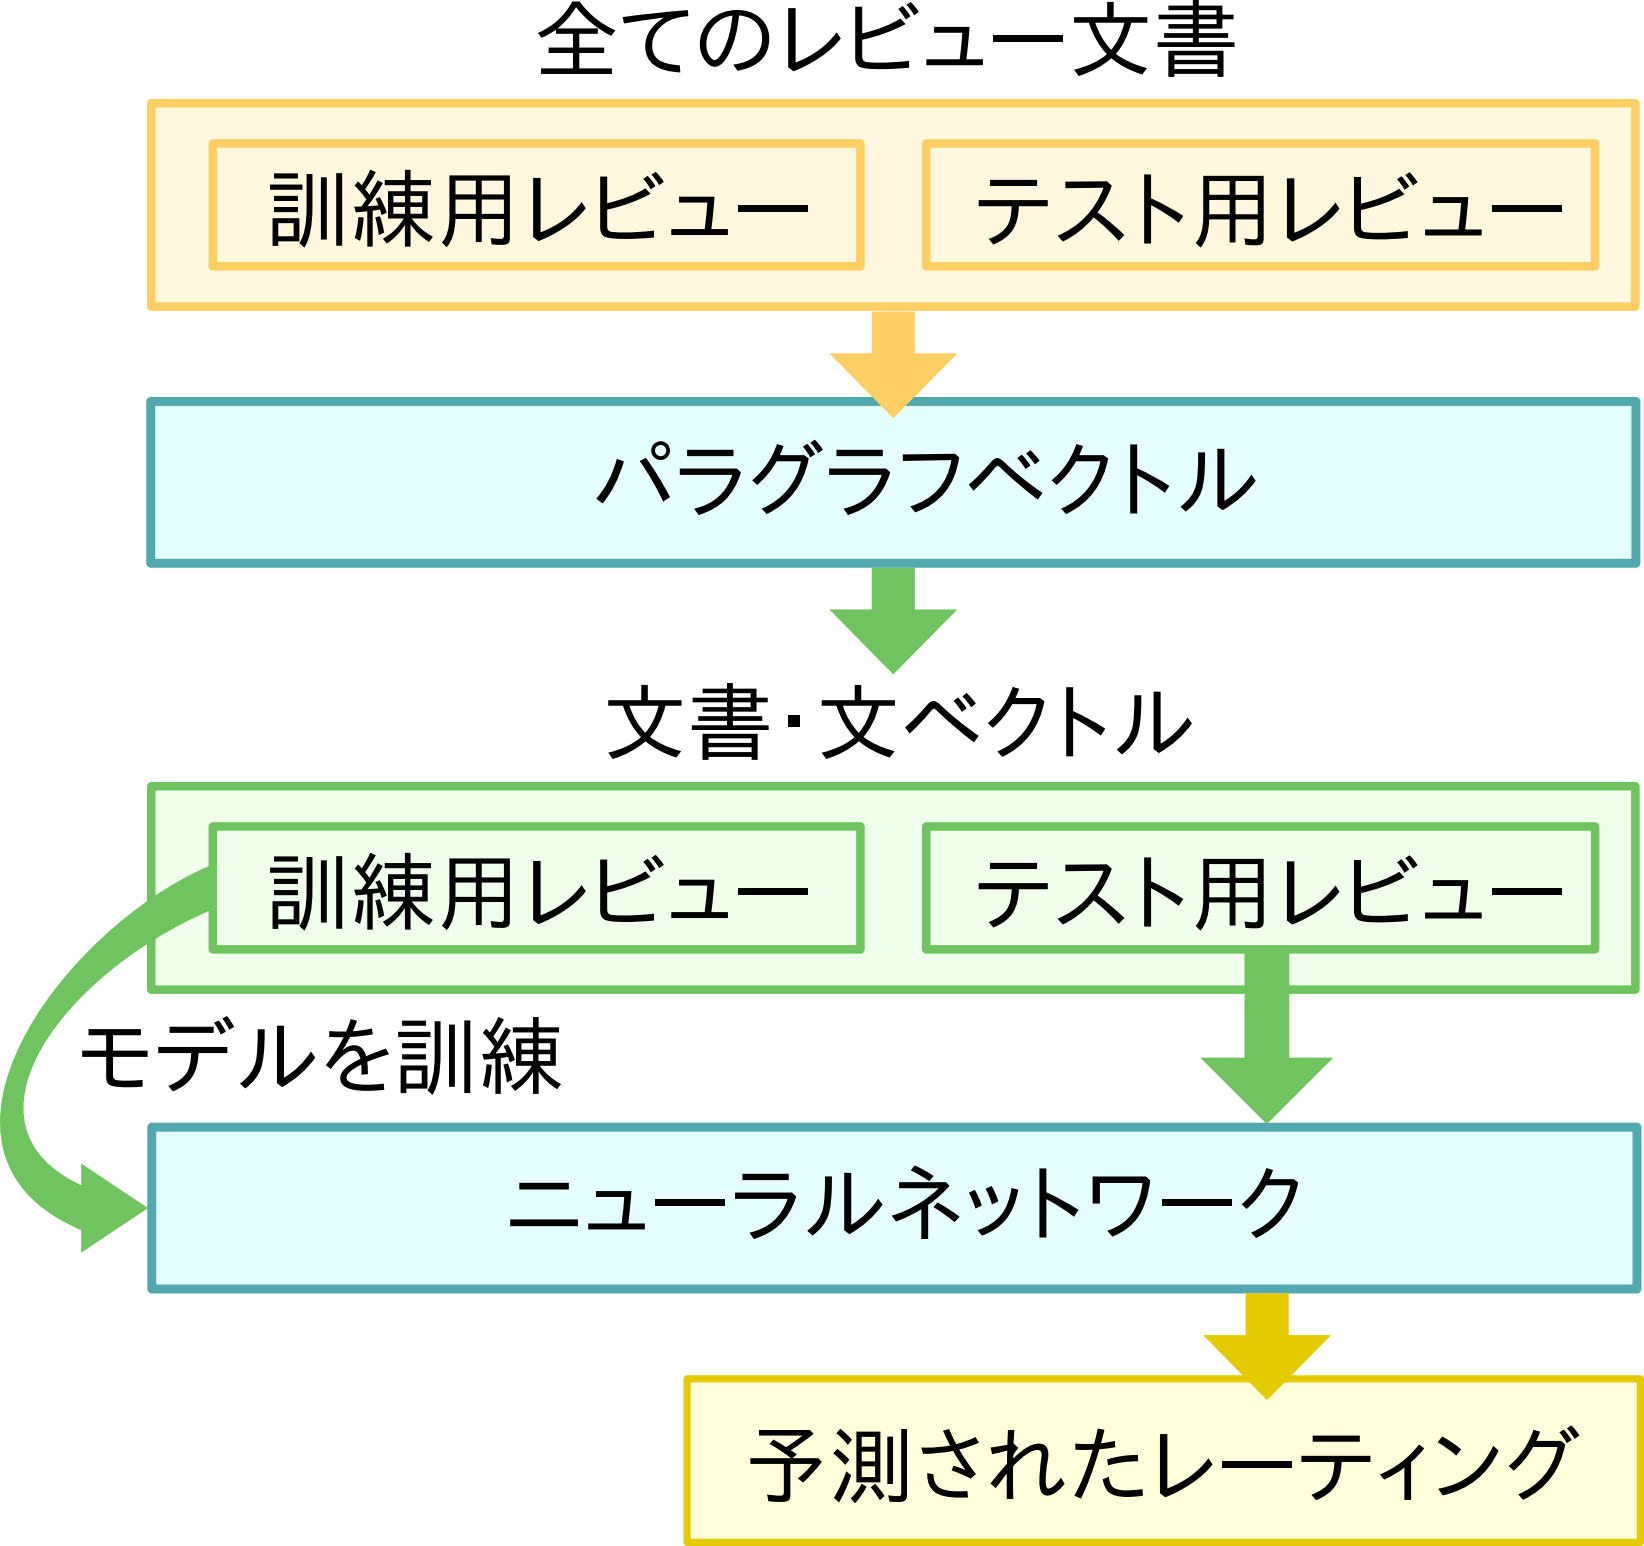 全てのレビュー文書
訓練用レビュー
テスト用レビュー
パラグラフベクトル
文書・文ベクトル
訓練用レビュー
テスト用レビュー
モデルを訓練
ニューラルネットワーク
予測されたレーティング